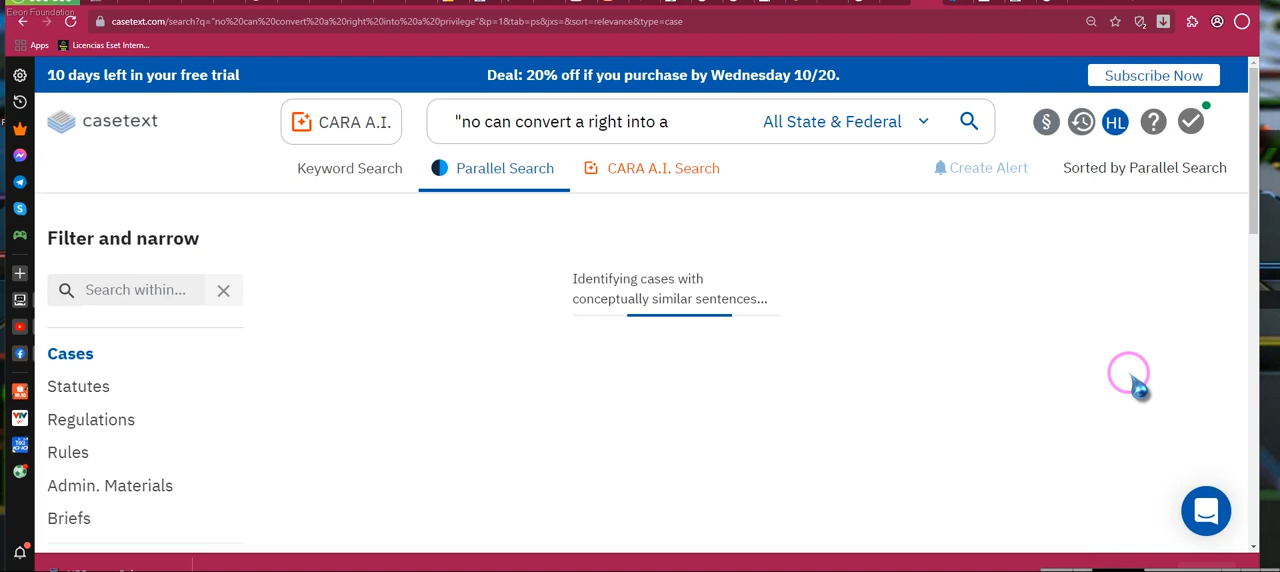 Eeon Foundation
casetext.com/search?q="no%20can%20convert%20a%20right%20into%20a%20privilege"&p=1&tab=ps&jxs=&sort=relevance&type=case
Apps
Licencias Eset Intern...
10 days left in your free trial
Deal: 20% off if you purchase by Wednesday 10/20.
Subscribe Now
casetext
CARA A.I.
"no can convert a right into a
All State & Federal
§
HL
?
Keyword Search
Parallel Search
CARA A.I. Search
Create Alert
Sorted by Parallel Search
Filter and narrow
Search within...
Identifying cases with
conceptually similar sentences...
Cases
Statutes
Regulations
Rules
Admin. Materials
Briefs